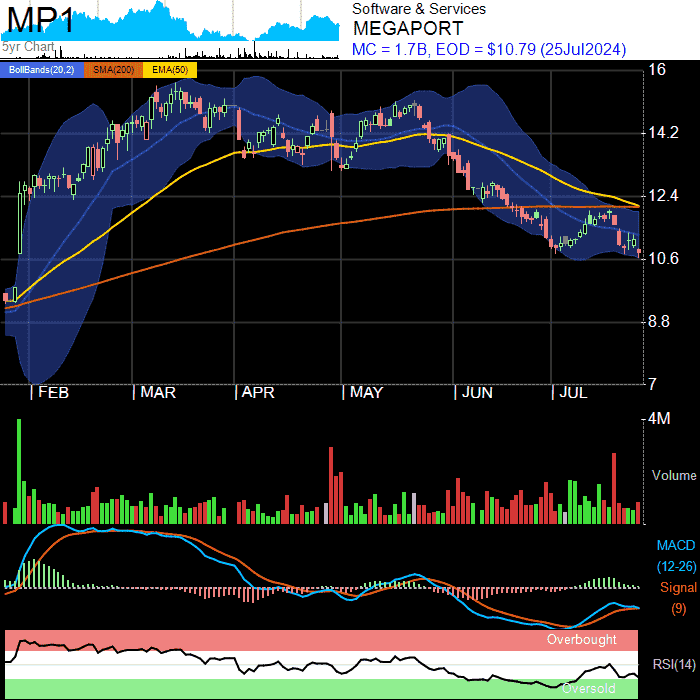 MP1
5yr Chart
Software & Services
MEGAPORT
MC = 1.7B, EOD = $10.79 (25Jul2024)
BollBands(20,2) SMA(200) EMA(50)
16
14.2
12.4
10.6
8.8
7
FEB MAR APR MAY JUN JUL
4M
Volume
MACD
(12-26)
Signal
(9)
Overbought
RSI(14)
Oversold